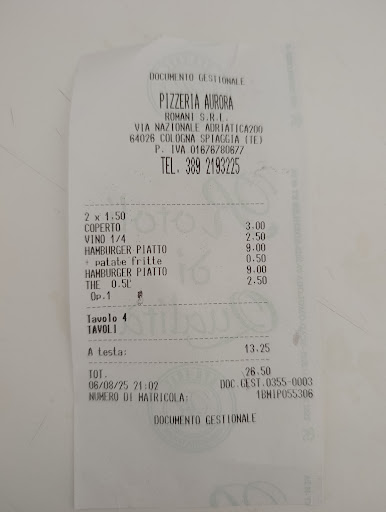 DOCUMENTO GESTIONALE
PIZZERIA AURORA
ROMANI S.R.L.
VIA NAZIONALE ADRIATICA200
64026 COLOGNA SPIAGGIA (TE)
P. IVA 01676780677
TEL. 389 2193225
2 x 1.50
COPERTO 3.00
VINO 1/4 2.50
HAMBURGER PIATTO 9.00
+ patate fritte 0.50
HAMBURGER PIATTO 9.00
THE 0.5L 2.50
Op.1
Tavolo 4
TAVOLI
A testa: 13.25
TOT. 26.50
06/08/25 21:02 DOC.GEST.0355-0003
NUMERO DI MATRICOLA: 1BMIP055306
DOCUMENTO GESTIONALE